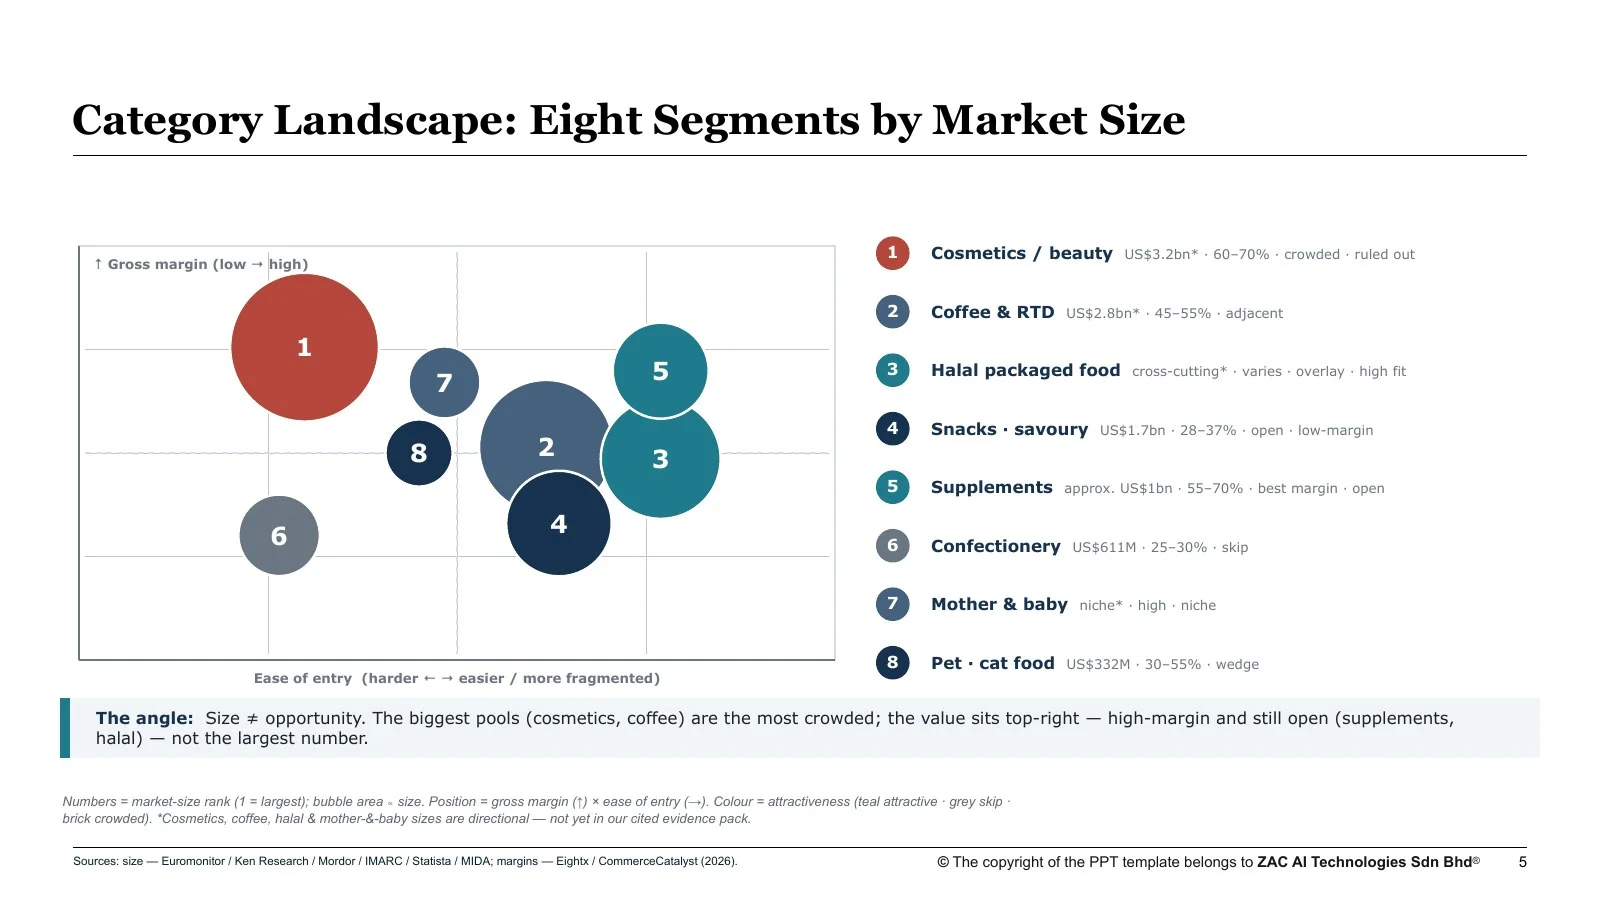 Category Landscape: Eight Segments by Market Size
↑ Gross margin (low → high)
1
7
5
8
2
3
4
6
Ease of entry (harder ← → easier / more fragmented)
1 Cosmetics / beauty US$3.2bn* · 60–70% · crowded · ruled out
2 Coffee & RTD US$2.8bn* · 45–55% · adjacent
3 Halal packaged food cross-cutting* · varies · overlay · high fit
4 Snacks · savoury US$1.7bn · 28–37% · open · low-margin
5 Supplements approx. US$1bn · 55–70% · best margin · open
6 Confectionery US$611M · 25–30% · skip
7 Mother & baby niche* · high · niche
8 Pet · cat food US$332M · 30–55% · wedge
The angle: Size ≠ opportunity. The biggest pools (cosmetics, coffee) are the most crowded; the value sits top-right — high-margin and still open (supplements,
halal) — not the largest number.
Numbers = market-size rank (1 = largest); bubble area ∝ size. Position = gross margin (↑) × ease of entry (→). Colour = attractiveness (teal attractive · grey skip ·
brick crowded). *Cosmetics, coffee, halal & mother-&-baby sizes are directional — not yet in our cited evidence pack.
Sources: size — Euromonitor / Ken Research / Mordor / IMARC / Statista / MIDA; margins — Eightx / CommerceCatalyst (2026).
© The copyright of the PPT template belongs to ZAC AI Technologies Sdn Bhd® 5